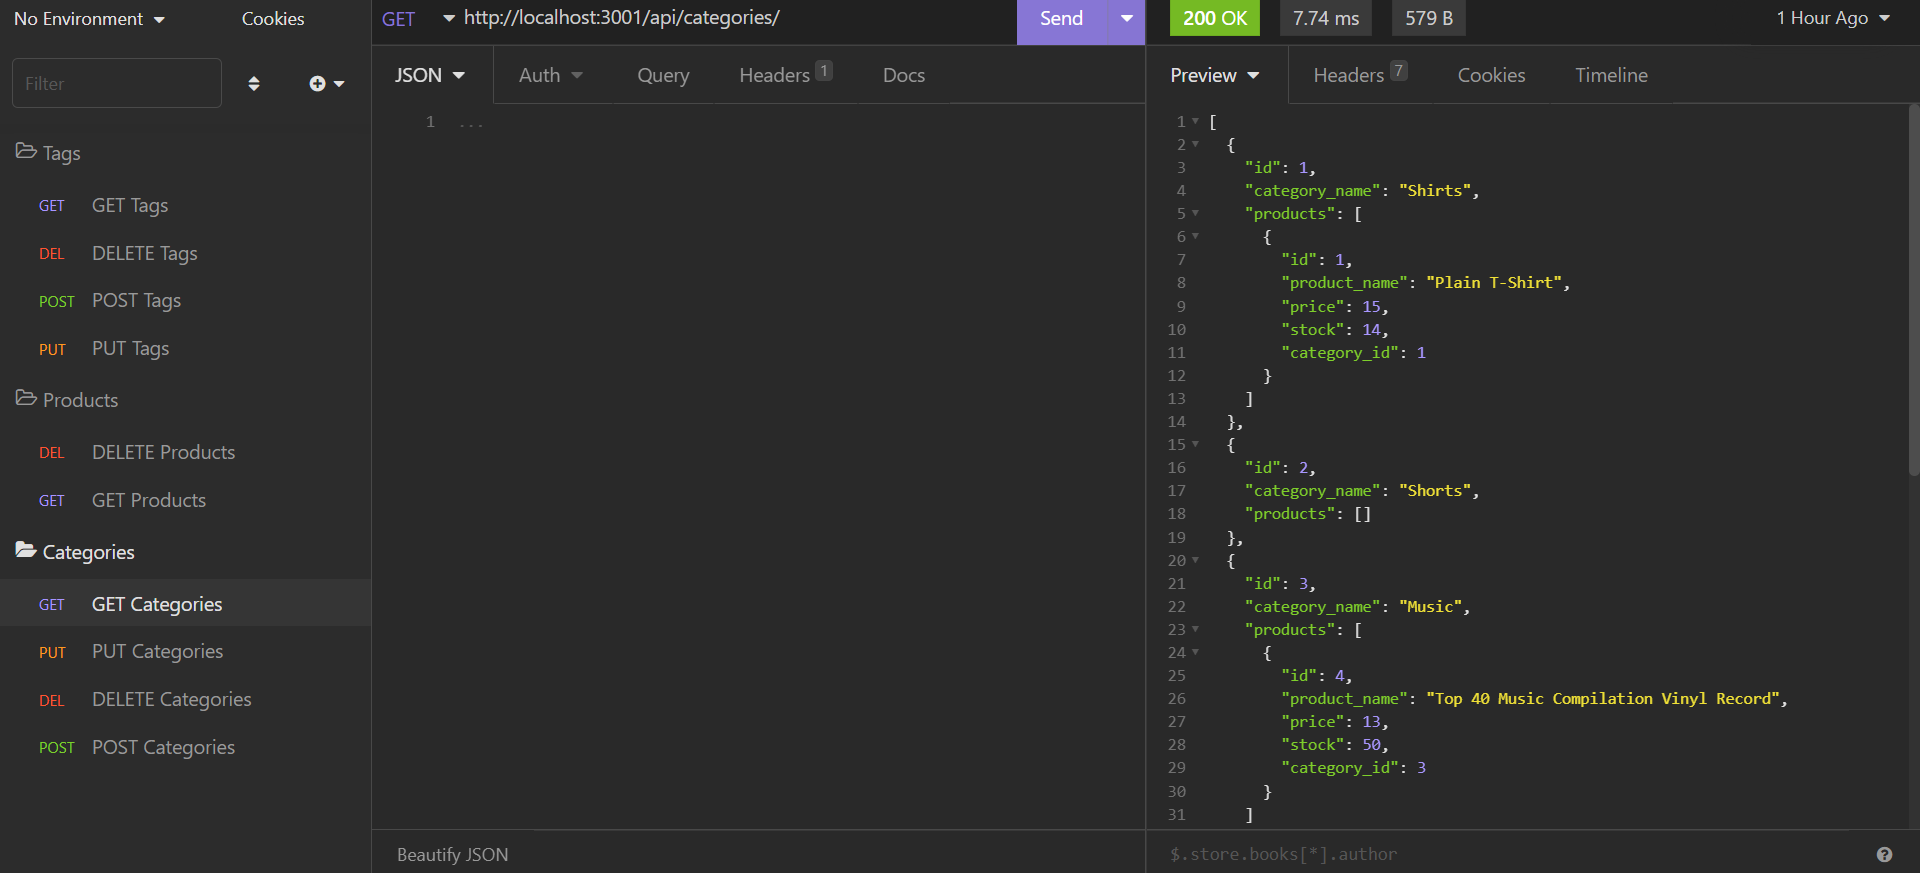 No Environment Cookies
Filter
Tags
GET GET Tags
DEL DELETE Tags
POST POST Tags
PUT PUT Tags
Products
DEL DELETE Products
GET GET Products
Categories
GET GET Categories
PUT PUT Categories
DEL DELETE Categories
POST POST Categories
GET http://localhost:3001/api/categories/ Send
JSON Auth Query Headers 1 Docs
1 ...
Beautify JSON
200 OK 7.74 ms 579 B 1 Hour Ago
Preview Headers 7 Cookies Timeline
1 [
2 {
3 "id": 1,
4 "category_name": "Shirts",
5 "products": [
6 {
7 "id": 1,
8 "product_name": "Plain T-Shirt",
9 "price": 15,
10 "stock": 14,
11 "category_id": 1
12 }
13 ]
14 },
15 {
16 "id": 2,
17 "category_name": "Shorts",
18 "products": []
19 },
20 {
21 "id": 3,
22 "category_name": "Music",
23 "products": [
24 {
25 "id": 4,
26 "product_name": "Top 40 Music Compilation Vinyl Record",
27 "price": 13,
28 "stock": 50,
29 "category_id": 3
30 }
31 ]
$.store.books[*].author ?